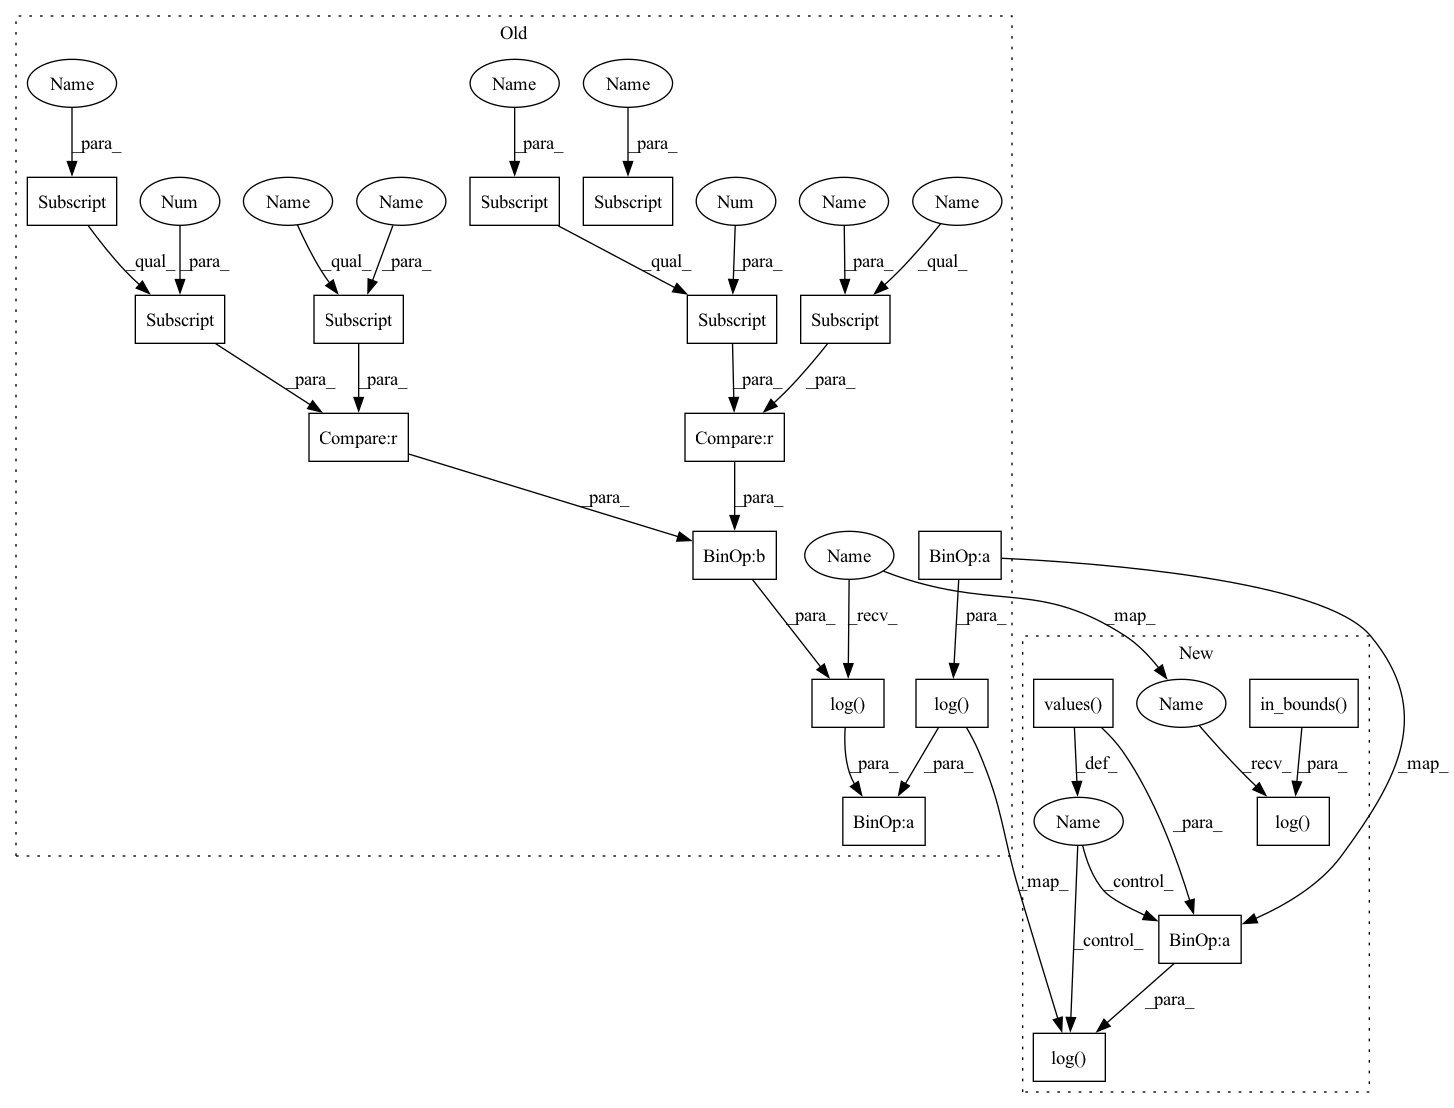 Old
Name
Name
Name
_para_
_para_
_para_
Subscript
Num
Name
Name
Subscript
Subscript
Num
Name
Name
_qual_
_para_
_qual_
_para_
_qual_
_para_
_para_
_qual_
Subscript
Subscript
Subscript
Subscript
_para_
_para_
_para_
_para_
Compare:r
Compare:r
_para_
_para_
BinOp:b
Name
BinOp:a
_para_
_recv_
_para_
_map_
New
log()
log()
values()
Name
in_bounds()
_para_
_para_
_def_
_recv_
_para_
_map_
BinOp:a
Name
log()
_para_
_map_
_control_
_control_
BinOp:a
_para_
log()